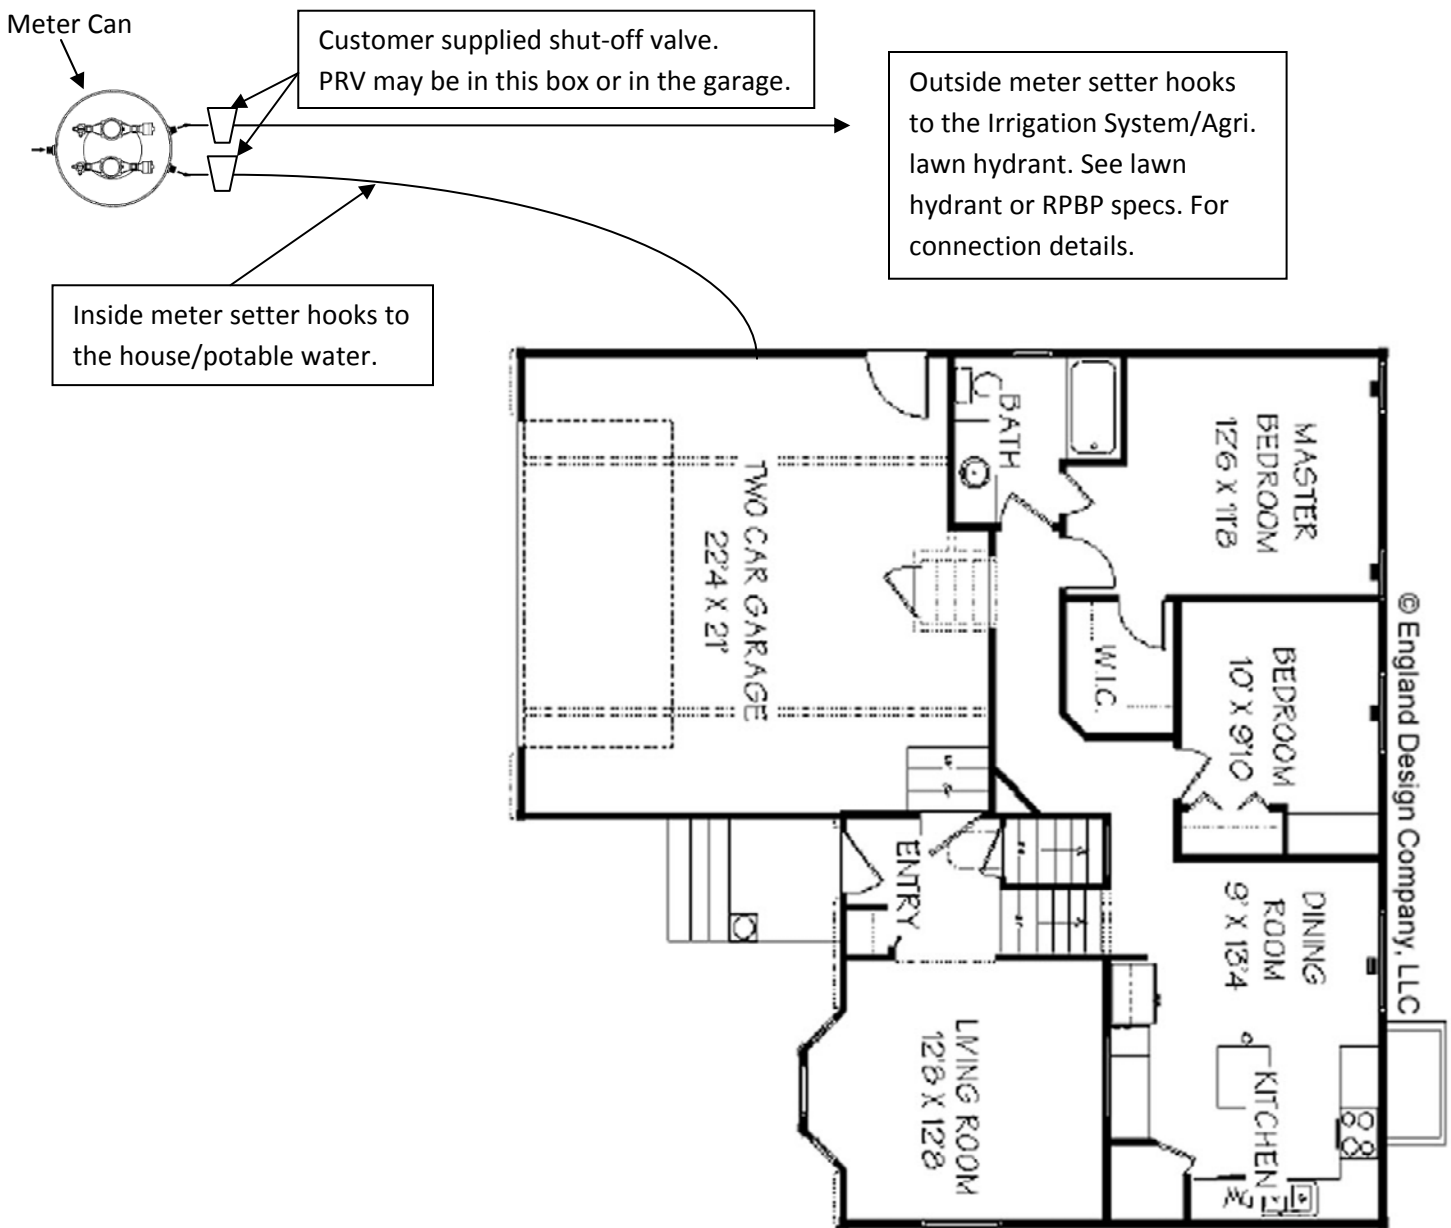 Meter Can
Customer supplied shut-off valve.
PRV may be in this box or in the garage.
Outside meter setter hooks
to the Irrigation System/Agri.
lawn hydrant. See lawn
hydrant or RPBP specs. For
connection details.
Inside meter setter hooks to
the house/potable water.
BATH
MASTER
BEDROOM
12'6 X 11'8
TWO CAR GARAGE
22'4 X 21'
W.I.C.
BEDROOM
10' X 9'10
© England Design Company, LLC
ENTRY
DINING
ROOM
9' X 13'4
LIVING ROOM
12'8 X 12'8
KITCHEN